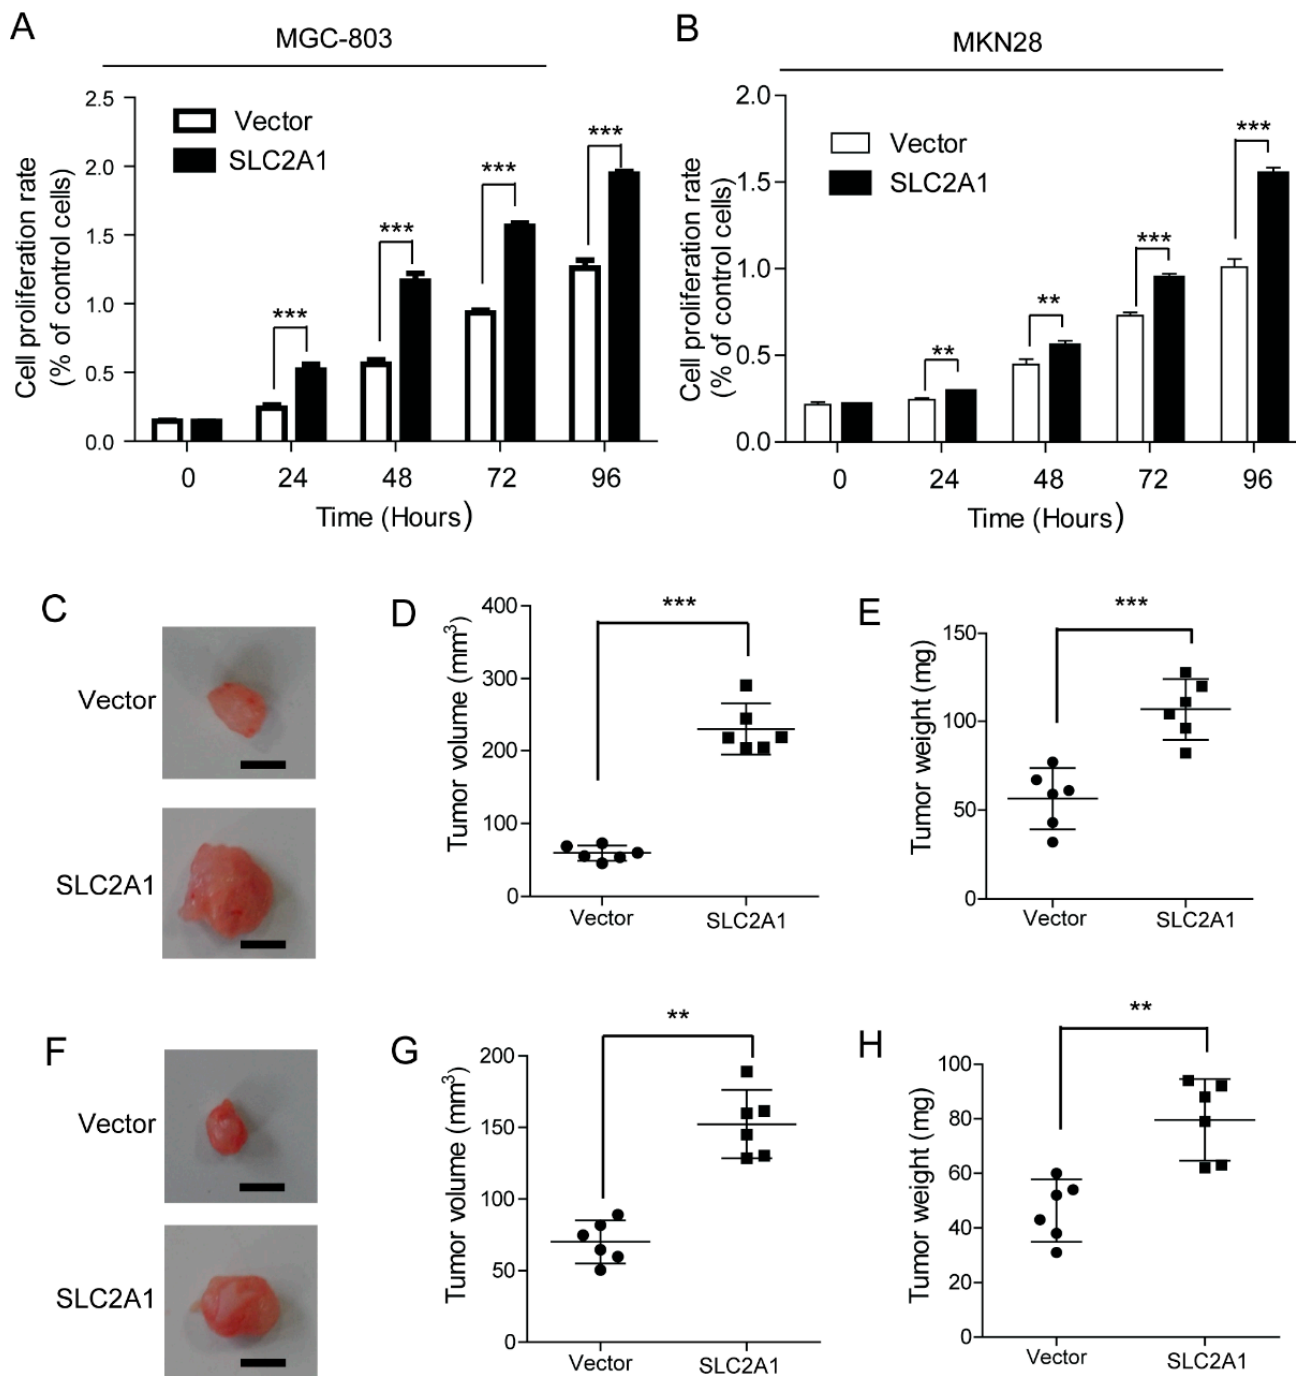 A
MGC-803
Cell proliferation rate
(% of control cells)
2.5
2.0
1.5
1.0
0.5
0.0
Vector
SLC2A1
***
***
***
***
0 24 48 72 96
Time (Hours)
B
MKN28
Cell proliferation rate
(% of control cells)
2.0
1.5
1.0
0.5
0.0
Vector
SLC2A1
**
**
***
***
0 24 48 72 96
Time (Hours)
C
Vector
SLC2A1
D
Tumor volume (mm³)
400
300
200
100
0
***
Vector SLC2A1
E
Tumor weight (mg)
150
100
50
0
***
Vector SLC2A1
F
Vector
SLC2A1
G
Tumor volume (mm³)
200
150
100
50
0
**
Vector SLC2A1
H
Tumor weight (mg)
100
80
60
40
20
0
**
Vector SLC2A1